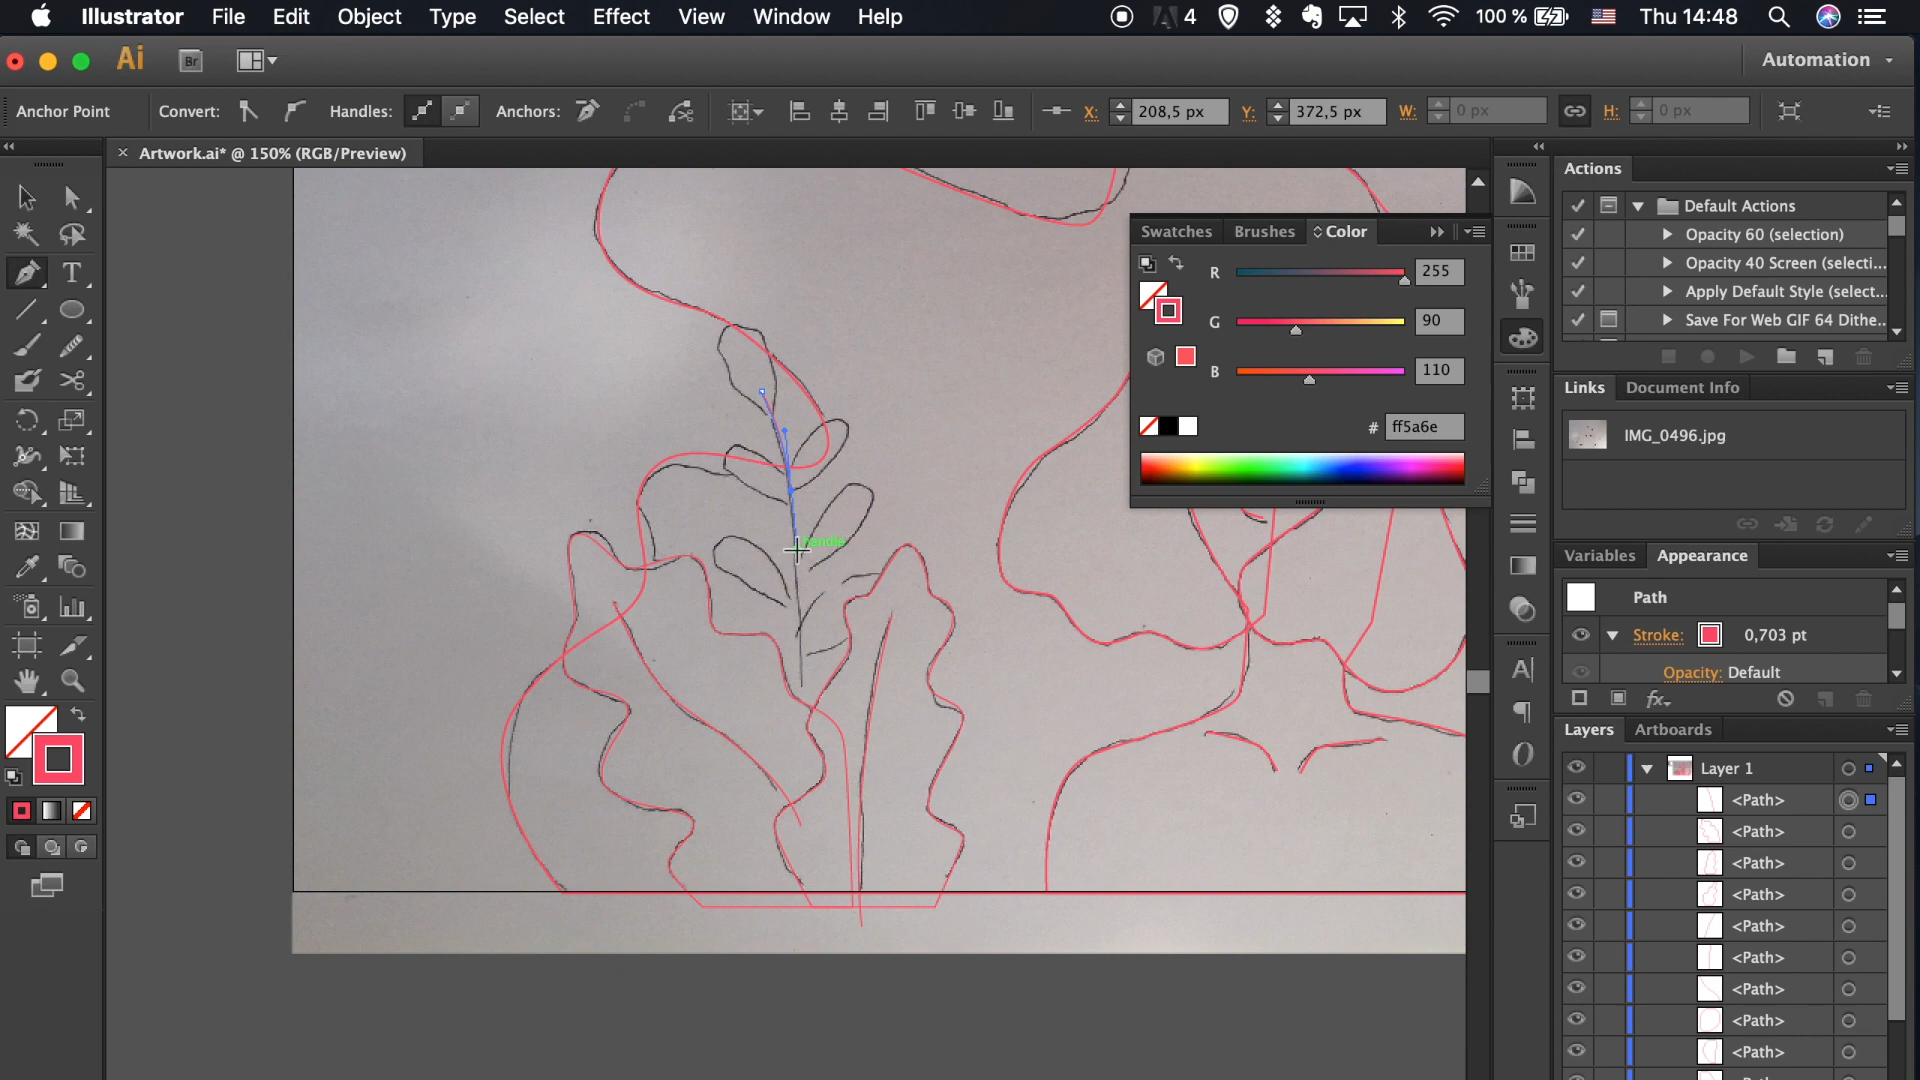 Illustrator File Edit Object Type Select Effect View Window Help 4 100 % Thu 14:48
Ai Br Automation
Anchor Point Convert: Handles: Anchors: X: 208,5 px Y: 372,5 px W: 0 px H: 0 px
× Artwork.ai* @ 150% (RGB/Preview)
Swatches Brushes Color
R 255
G 90
B 110
# ff5a6e
handle
Actions
Default Actions
Opacity 60 (selection)
Opacity 40 Screen (selecti...
Apply Default Style (select...
Save For Web GIF 64 Dithe...
Links Document Info
IMG_0496.jpg
Variables Appearance
Path
Stroke: 0,703 pt
Opacity: Default
fx
Layers Artboards
Layer 1
<Path>
<Path>
<Path>
<Path>
<Path>
<Path>
<Path>
<Path>
<Path>